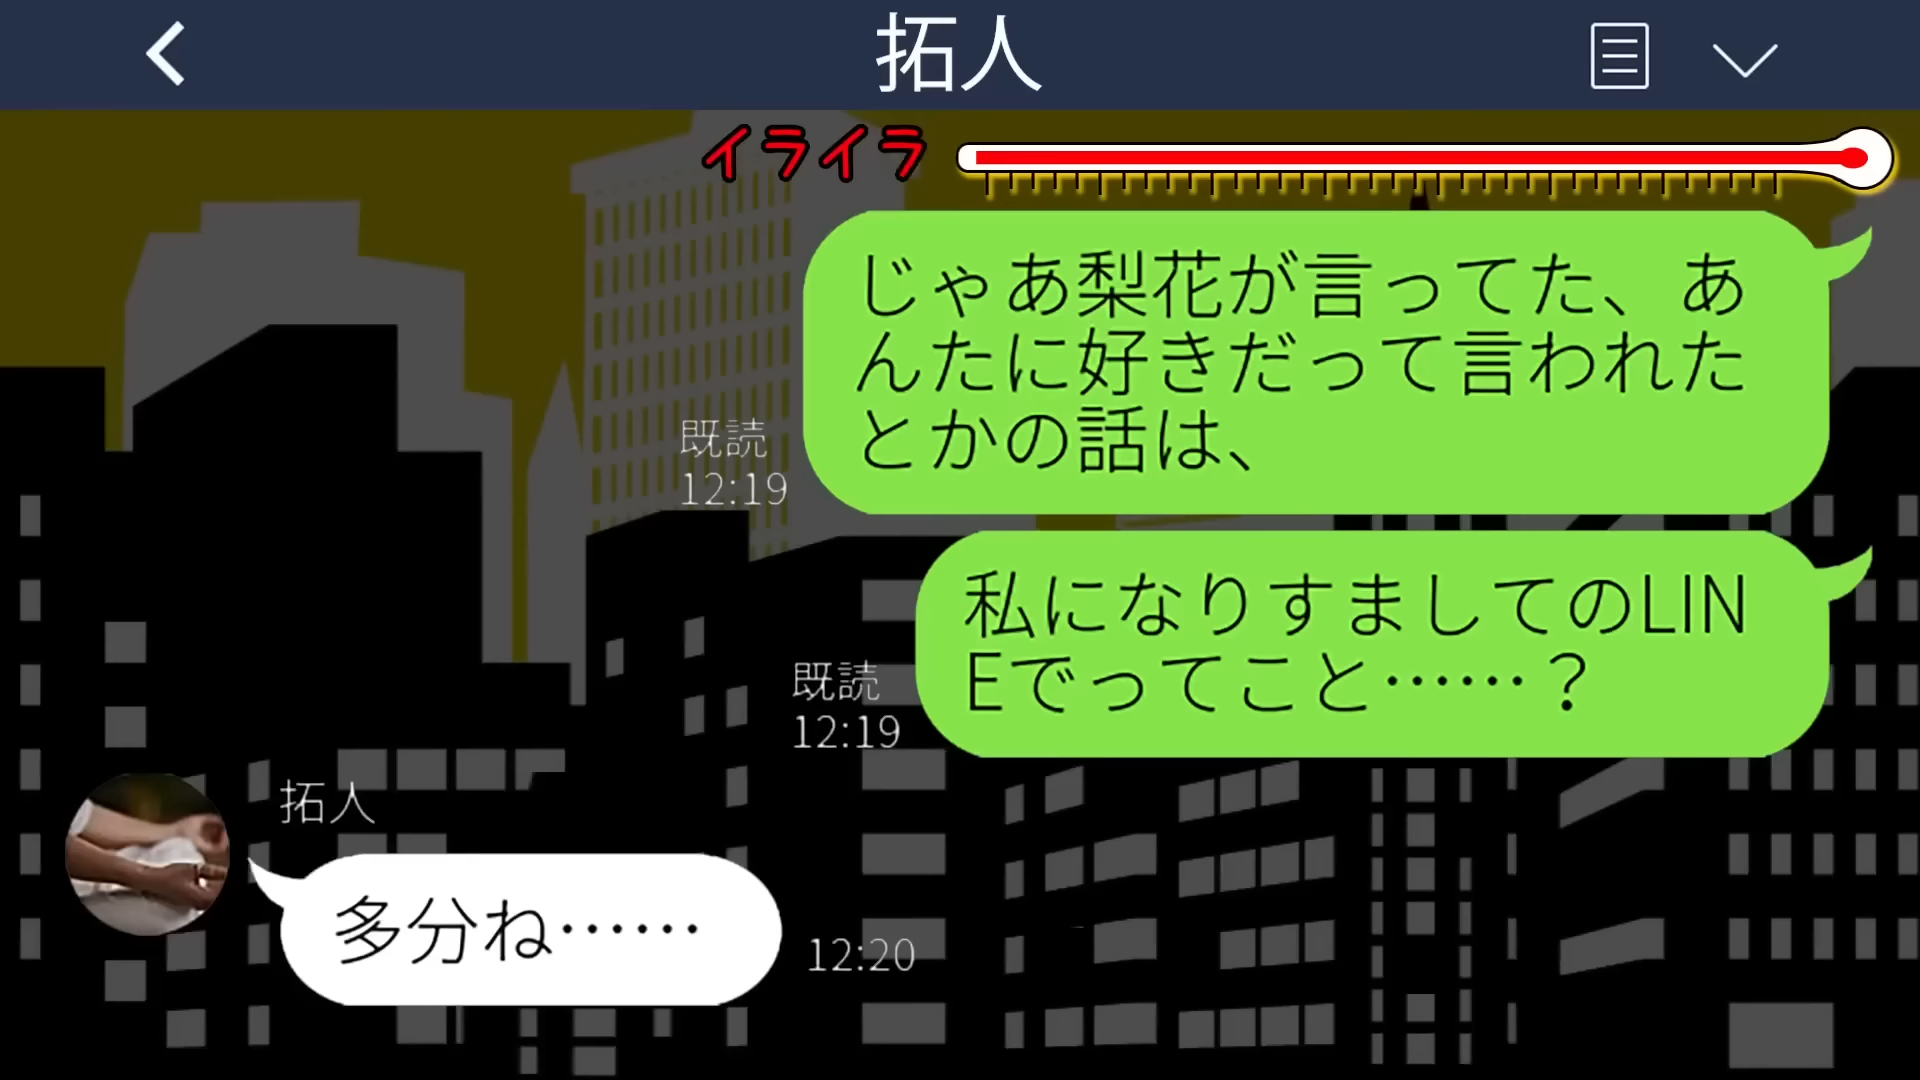 拓人
イライラ
じゃあ梨花が言ってた、あ
んたに好きだって言われた
とかの話は、
既読
12:19
私になりすましてのLIN
Eでってこと……？
既読
12:19
拓人
多分ね……
12:20